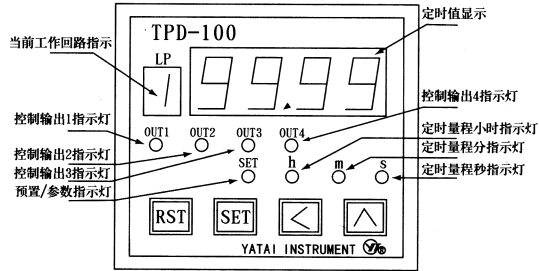 定时值显示
TPD-100
当前工作回路指示
LP
1
9999
控制输出4指示灯
控制输出1指示灯
OUT1 OUT2 OUT3 OUT4
定时量程小时指示灯
控制输出2指示灯
定时量程分指示灯
控制输出3指示灯
SET h m s
定时量程秒指示灯
预置/参数指示灯
RST SET < ∧
YATAI INSTRUMENT